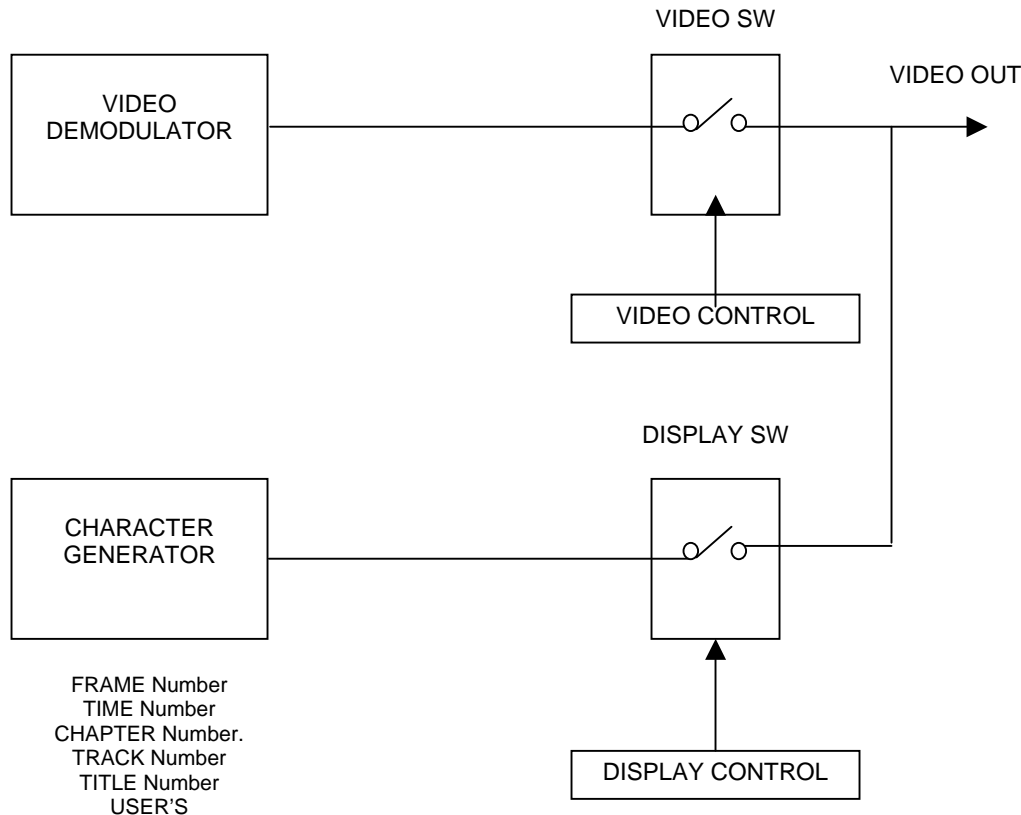 VIDEO SW
VIDEO OUT
VIDEO
DEMODULATOR
VIDEO CONTROL
DISPLAY SW
CHARACTER
GENERATOR
FRAME Number
TIME Number
CHAPTER Number.
TRACK Number
TITLE Number
USER'S
DISPLAY CONTROL